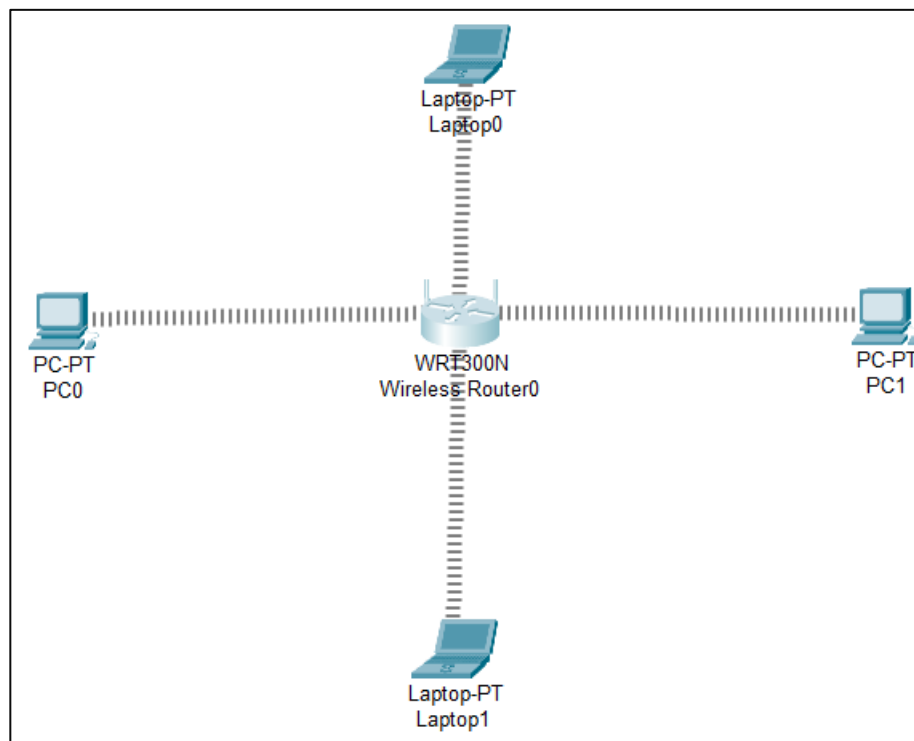 Laptop-PT
Laptop0
PC-PT
PC0
WRT300N
Wireless Router0
PC-PT
PC1
Laptop-PT
Laptop1